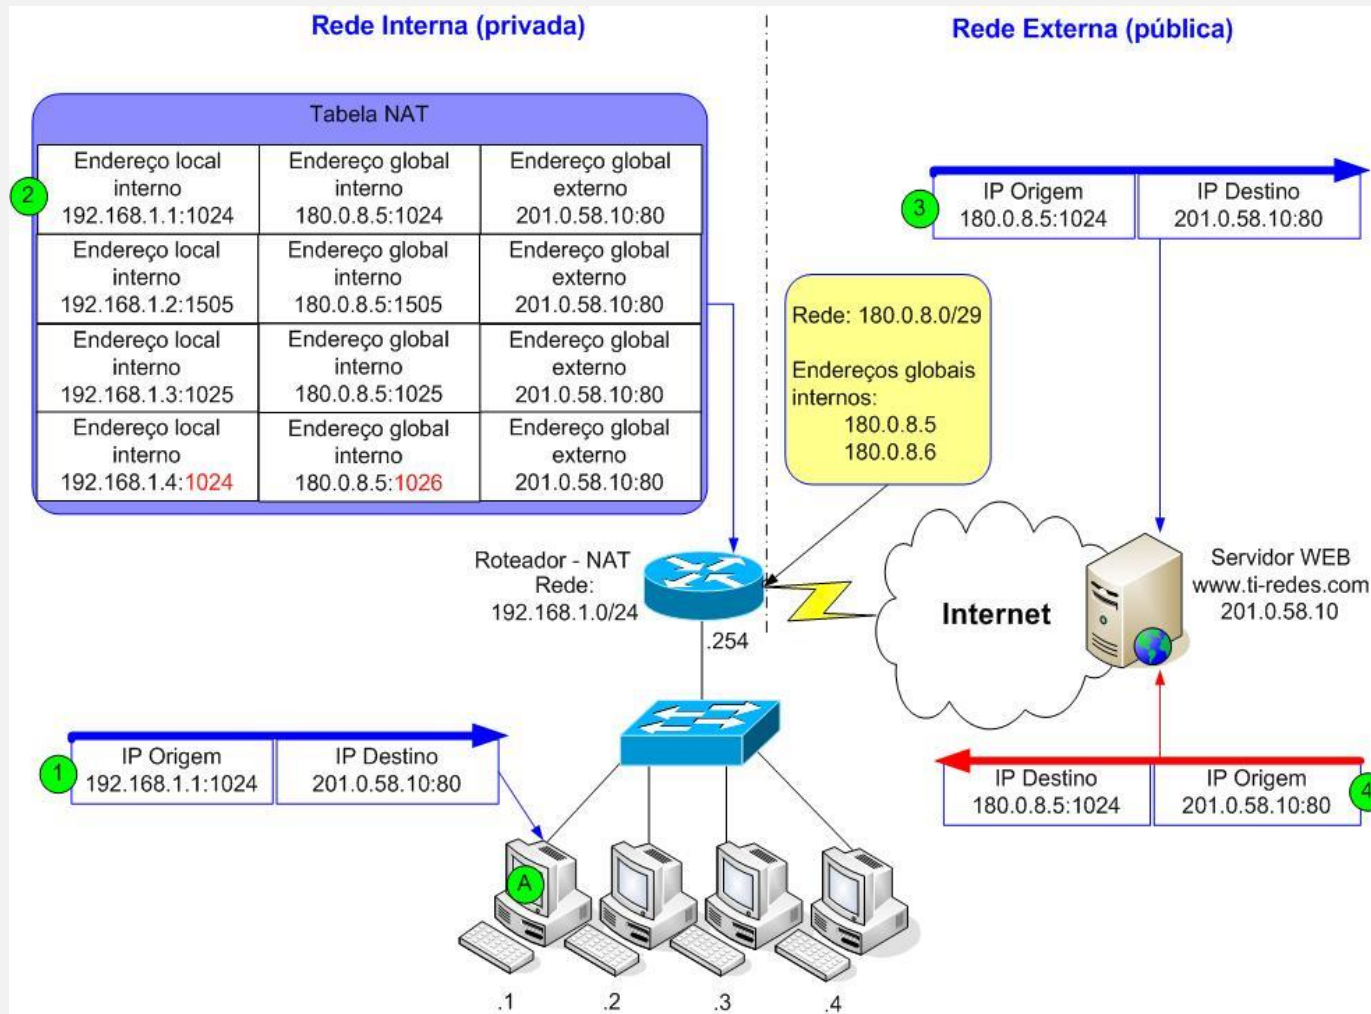 Rede Interna (privada)
Rede Externa (pública)
Tabela NAT
2
Endereço local
interno
192.168.1.1:1024
Endereço global
interno
180.0.8.5:1024
Endereço global
externo
201.0.58.10:80
Endereço local
interno
192.168.1.2:1505
Endereço global
interno
180.0.8.5:1505
Endereço global
externo
201.0.58.10:80
Endereço local
interno
192.168.1.3:1025
Endereço global
interno
180.0.8.5:1025
Endereço global
externo
201.0.58.10:80
Endereço local
interno
192.168.1.4:1024
Endereço global
interno
180.0.8.5:1026
Endereço global
externo
201.0.58.10:80
3
IP Origem
180.0.8.5:1024
IP Destino
201.0.58.10:80
Rede: 180.0.8.0/29
Endereços globais
internos:
180.0.8.5
180.0.8.6
Roteador - NAT
Rede:
192.168.1.0/24
.254
Internet
Servidor WEB
www.ti-redes.com
201.0.58.10
1
IP Origem
192.168.1.1:1024
IP Destino
201.0.58.10:80
IP Destino
180.0.8.5:1024
IP Origem
201.0.58.10:80
4
A
.1
.2
.3
.4